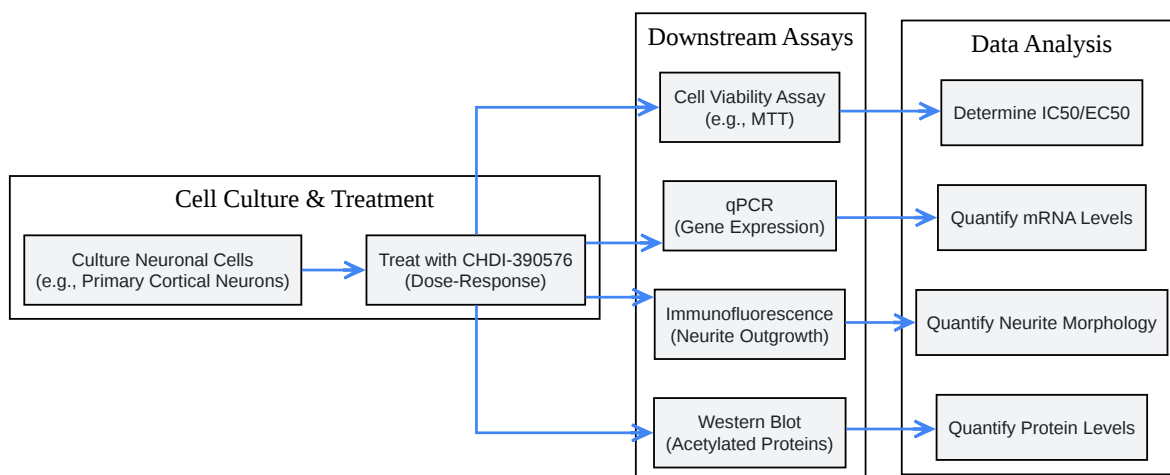 Cell Culture & Treatment
Culture Neuronal Cells
(e.g., Primary Cortical Neurons)
Treat with CHDI-390576
(Dose-Response)
Downstream Assays
Cell Viability Assay
(e.g., MTT)
qPCR
(Gene Expression)
Immunofluorescence
(Neurite Outgrowth)
Western Blot
(Acetylated Proteins)
Data Analysis
Determine IC50/EC50
Quantify mRNA Levels
Quantify Neurite Morphology
Quantify Protein Levels